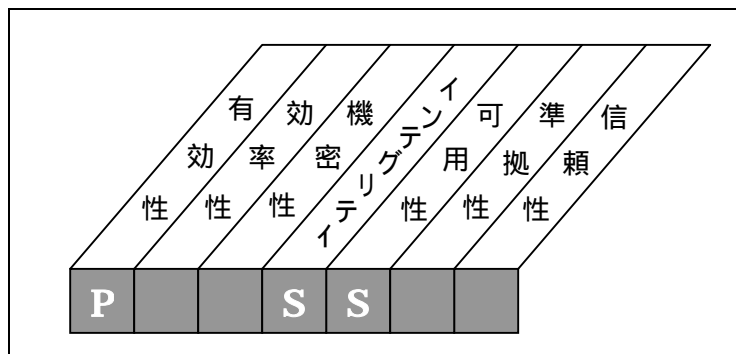 有効性
効率性
機密性
インテグリティ
可用性
準拠性
信頼性
P S S